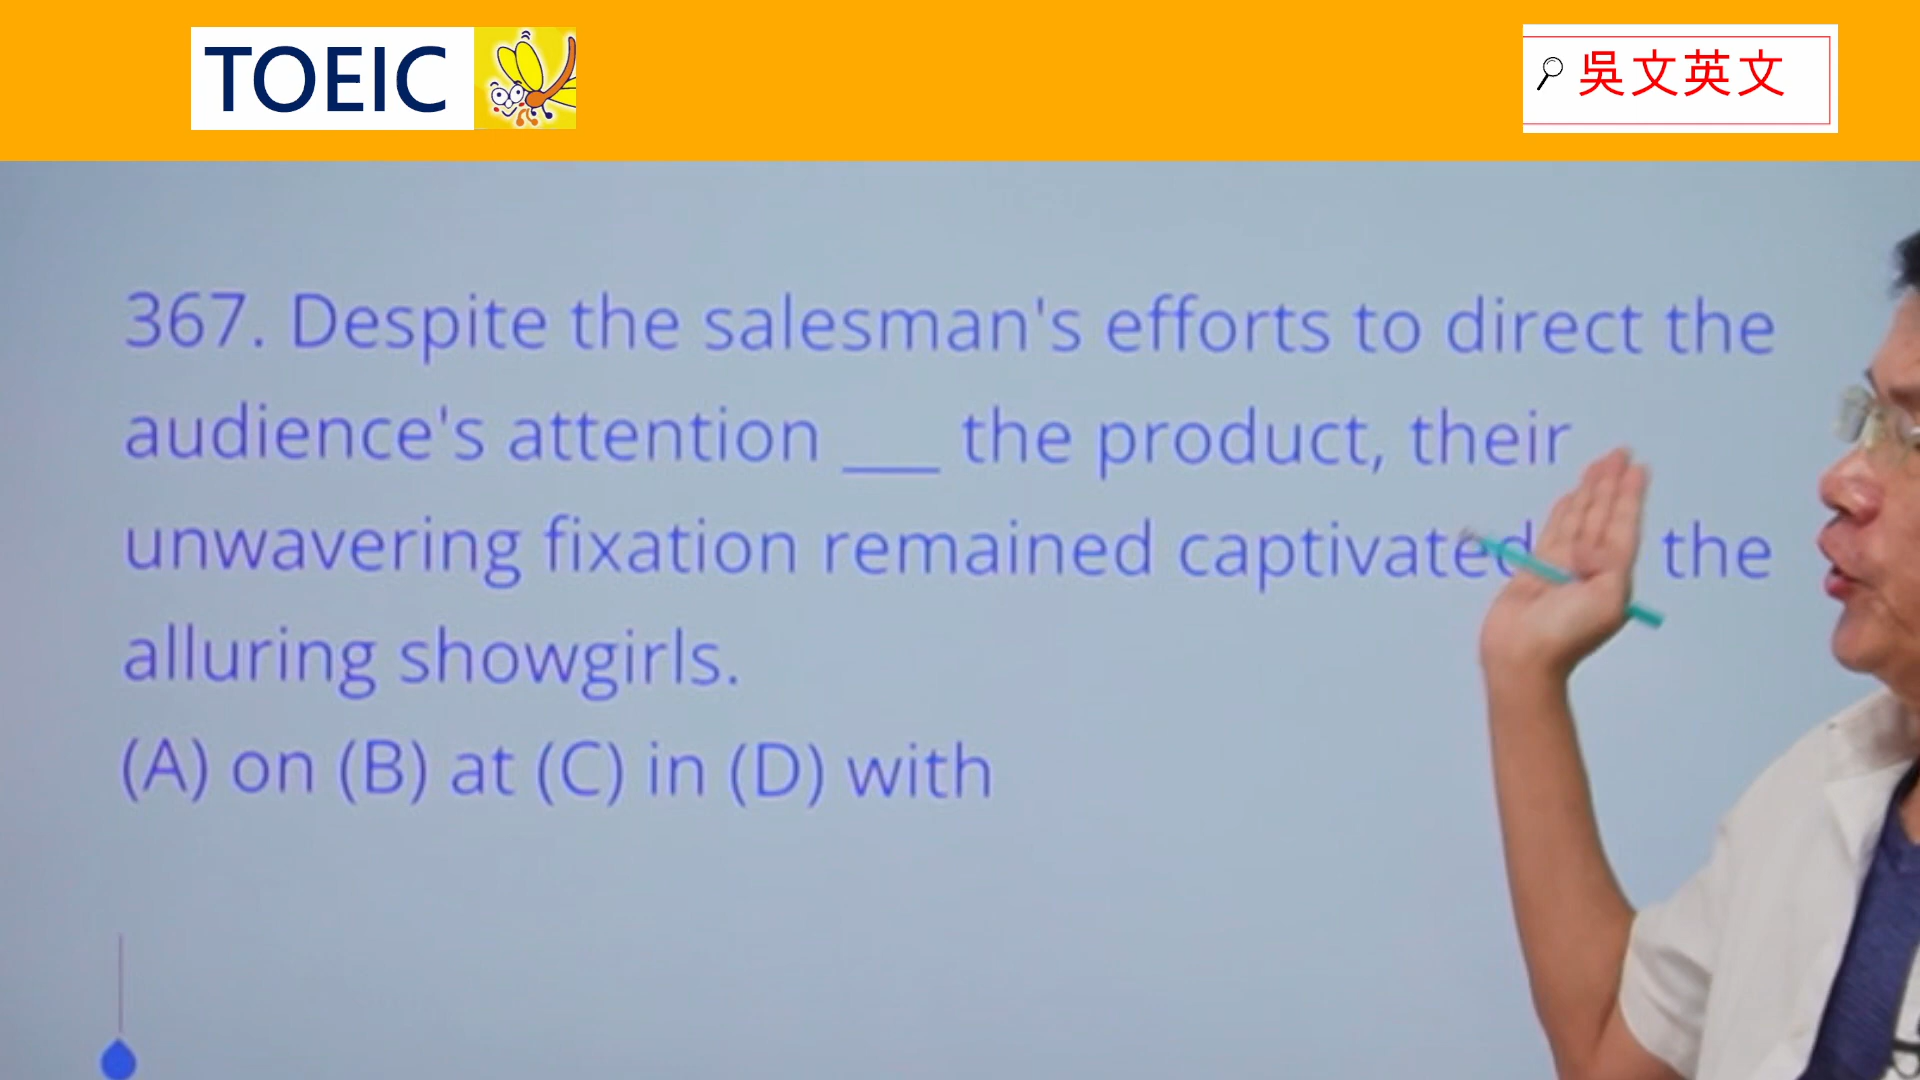 TOEIC
吳文英文
367. Despite the salesman's efforts to direct the
audience's attention ___ the product, their
unwavering fixation remained captivated the
alluring showgirls.
(A) on (B) at (C) in (D) with